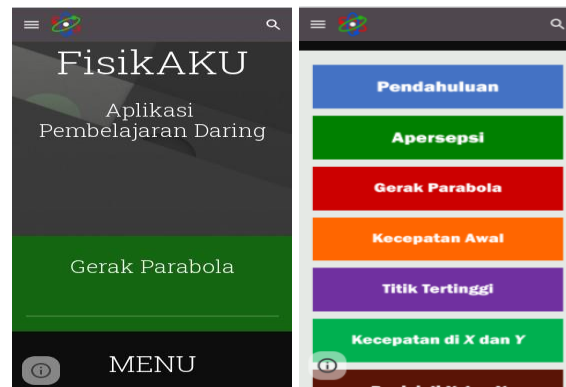 FisikAKU
Aplikasi
Pembelajaran Daring
Gerak Parabola
MENU
Pendahuluan
Apersepsi
Gerak Parabola
Kecepatan Awal
Titik Tertinggi
Kecepatan di X dan Y